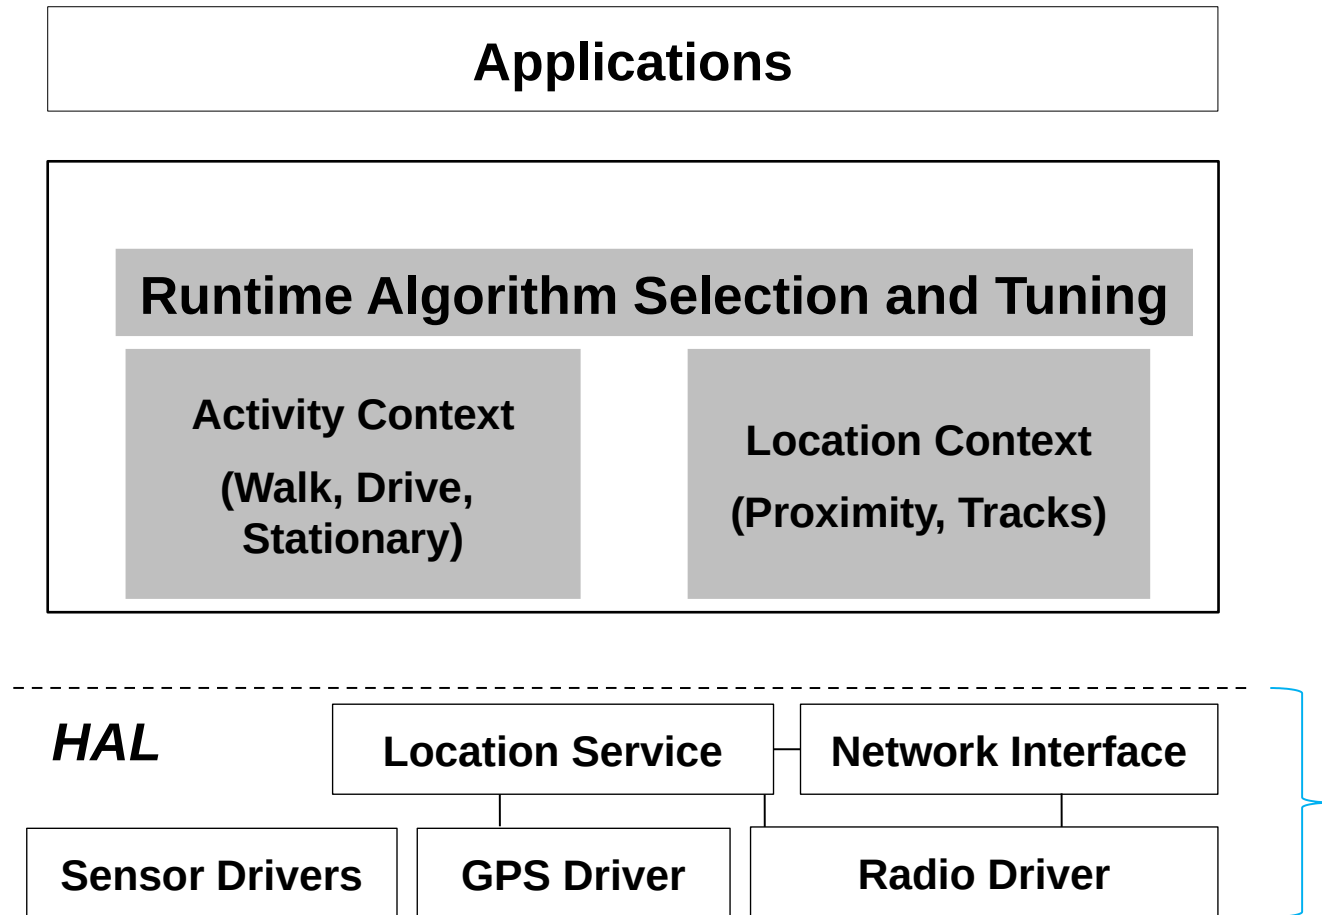 Applications
Runtime Algorithm Selection and Tuning
Activity Context
(Walk, Drive,
Stationary)
Location Context
(Proximity, Tracks)
HAL
Location Service
Network Interface
Sensor Drivers
GPS Driver
Radio Driver